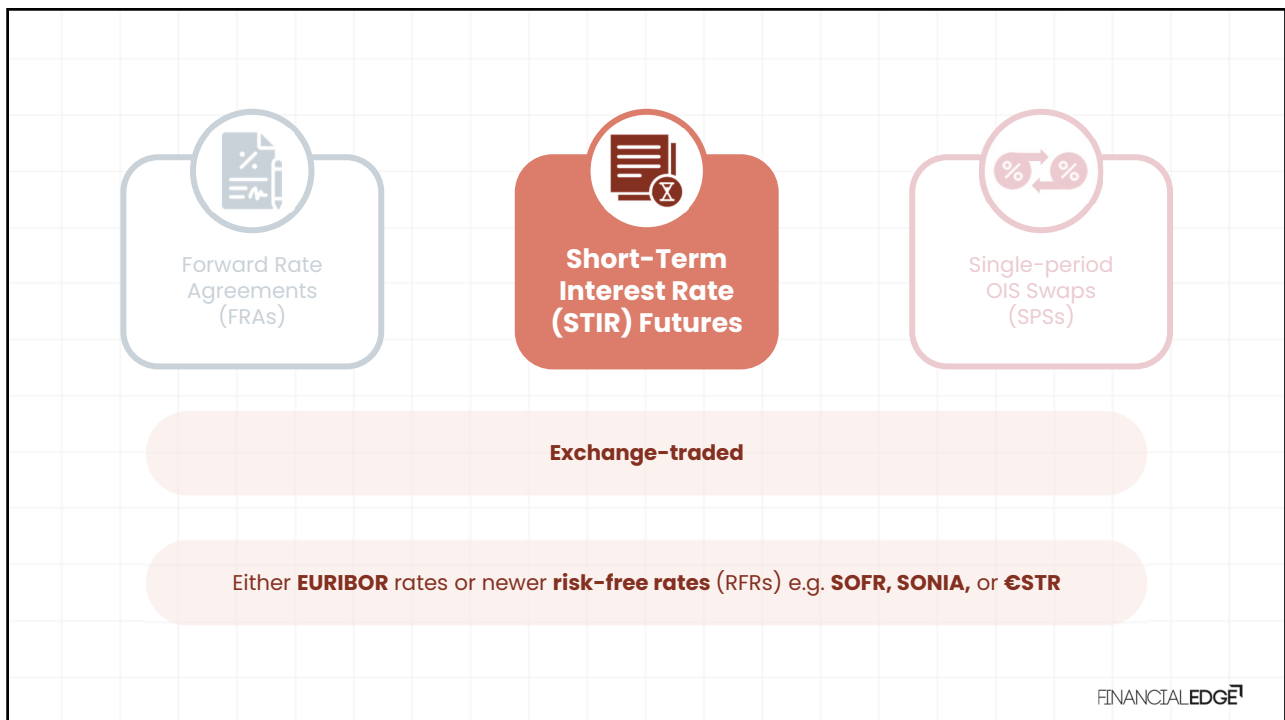 Forward Rate
Agreements
(FRAs)
Short-Term
Interest Rate
(STIR) Futures
Single-period
OIS Swaps
(SPSs)
Exchange-traded
Either EURIBOR rates or newer risk-free rates (RFRs) e.g. SOFR, SONIA, or €STR
FINANCIALEDGE